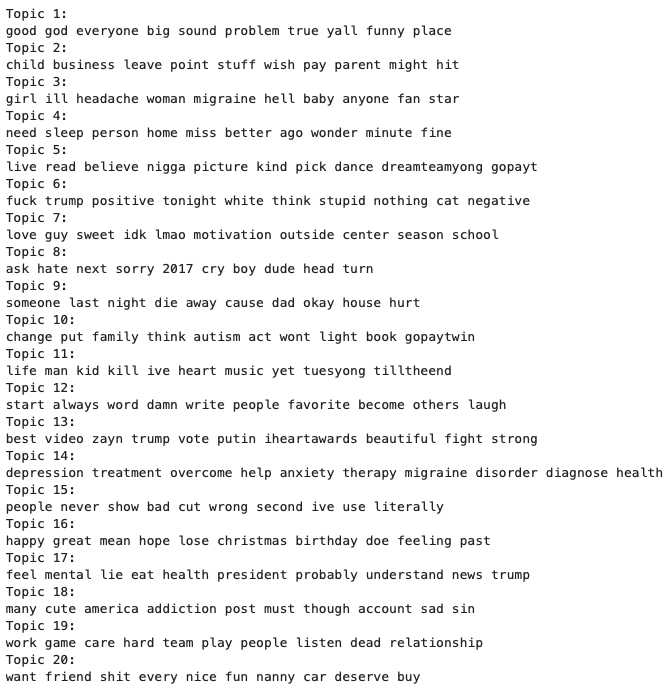 Topic 1:
good god everyone big sound problem true yall funny place
Topic 2:
child business leave point stuff wish pay parent might hit
Topic 3:
girl ill headache woman migraine hell baby anyone fan star
Topic 4:
need sleep person home miss better ago wonder minute fine
Topic 5:
live read believe nigga picture kind pick dance dreamteamyong gopayt
Topic 6:
fuck trump positive tonight white think stupid nothing cat negative
Topic 7:
love guy sweet idk lmao motivation outside center season school
Topic 8:
ask hate next sorry 2017 cry boy dude head turn
Topic 9:
someone last night die away cause dad okay house hurt
Topic 10:
change put family think autism act wont light book gopaytwin
Topic 11:
life man kid kill ive heart music yet tuesyong tilltheend
Topic 12:
start always word damn write people favorite become others laugh
Topic 13:
best video zayn trump vote putin iheartawards beautiful fight strong
Topic 14:
depression treatment overcome help anxiety therapy migraine disorder diagnose health
Topic 15:
people never show bad cut wrong second ive use literally
Topic 16:
happy great mean hope lose christmas birthday doe feeling past
Topic 17:
feel mental lie eat health president probably understand news trump
Topic 18:
many cute america addiction post must though account sad sin
Topic 19:
work game care hard team play people listen dead relationship
Topic 20:
want friend shit every nice fun nanny car deserve buy